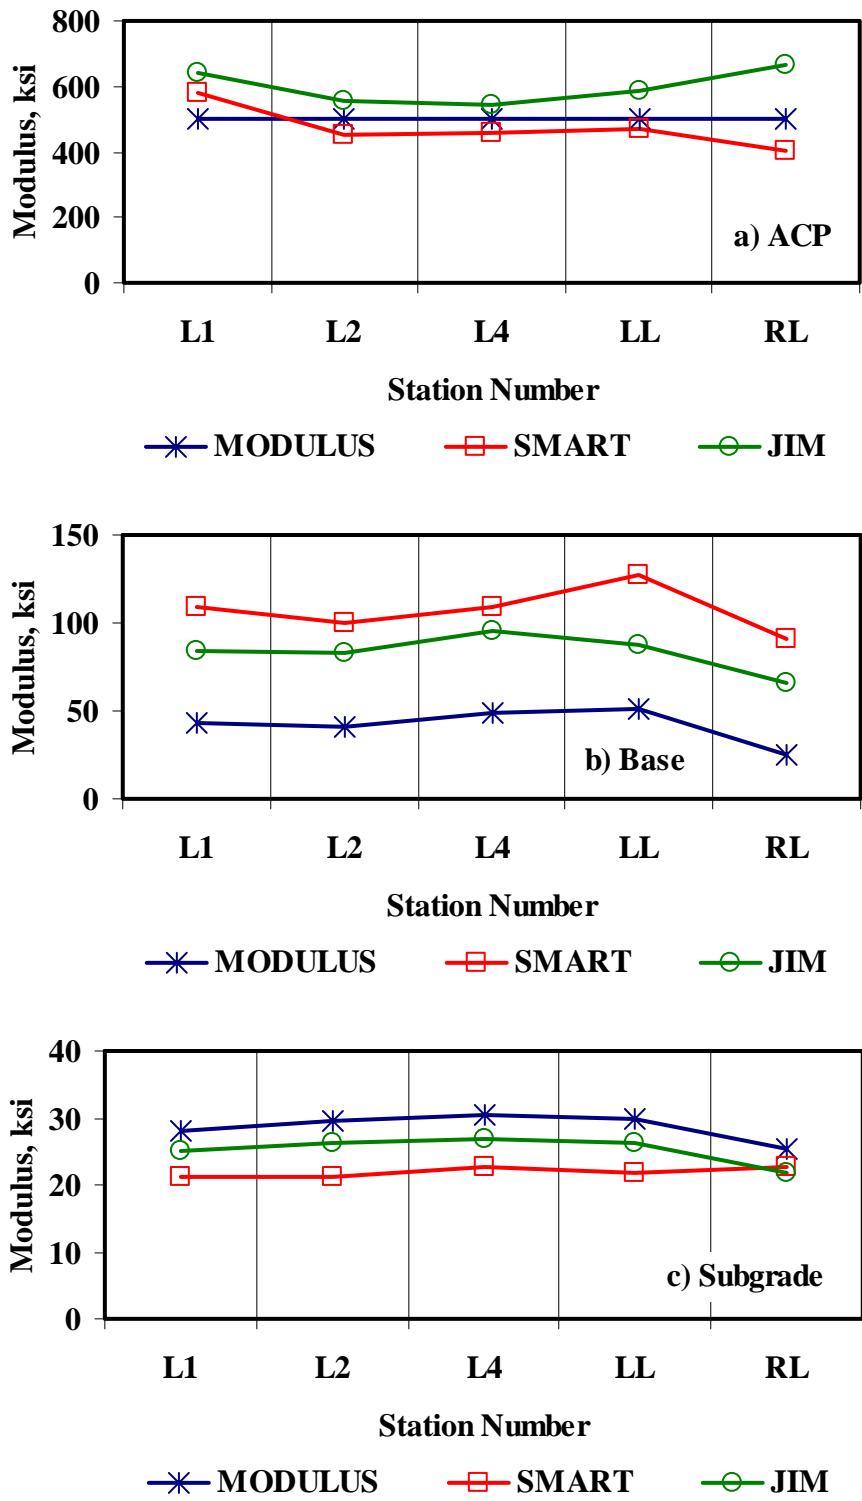 800
600
400
200
0
Modulus, ksi
a) ACP
L1 L2 L4 LL RL
Station Number
MODULUS SMART JIM
150
100
50
0
Modulus, ksi
b) Base
L1 L2 L4 LL RL
Station Number
MODULUS SMART JIM
40
30
20
10
0
Modulus, ksi
c) Subgrade
L1 L2 L4 LL RL
Station Number
MODULUS SMART JIM